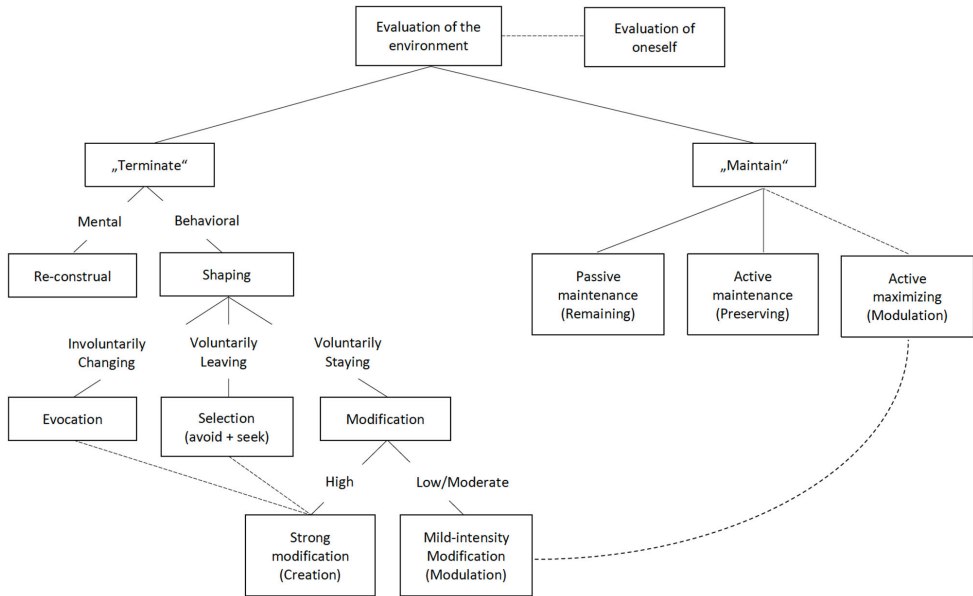 Evaluation of the
environment
Evaluation of
oneself
„Terminate“
„Maintain“
Mental
Behavioral
Re-construal
Shaping
Passive
maintenance
(Remaining)
Active
maintenance
(Preserving)
Active
maximizing
(Modulation)
Involuntarily
Changing
Voluntarily
Leaving
Voluntarily
Staying
Evocation
Selection
(avoid + seek)
Modification
High
Low/Moderate
Strong
modification
(Creation)
Mild-intensity
Modification
(Modulation)